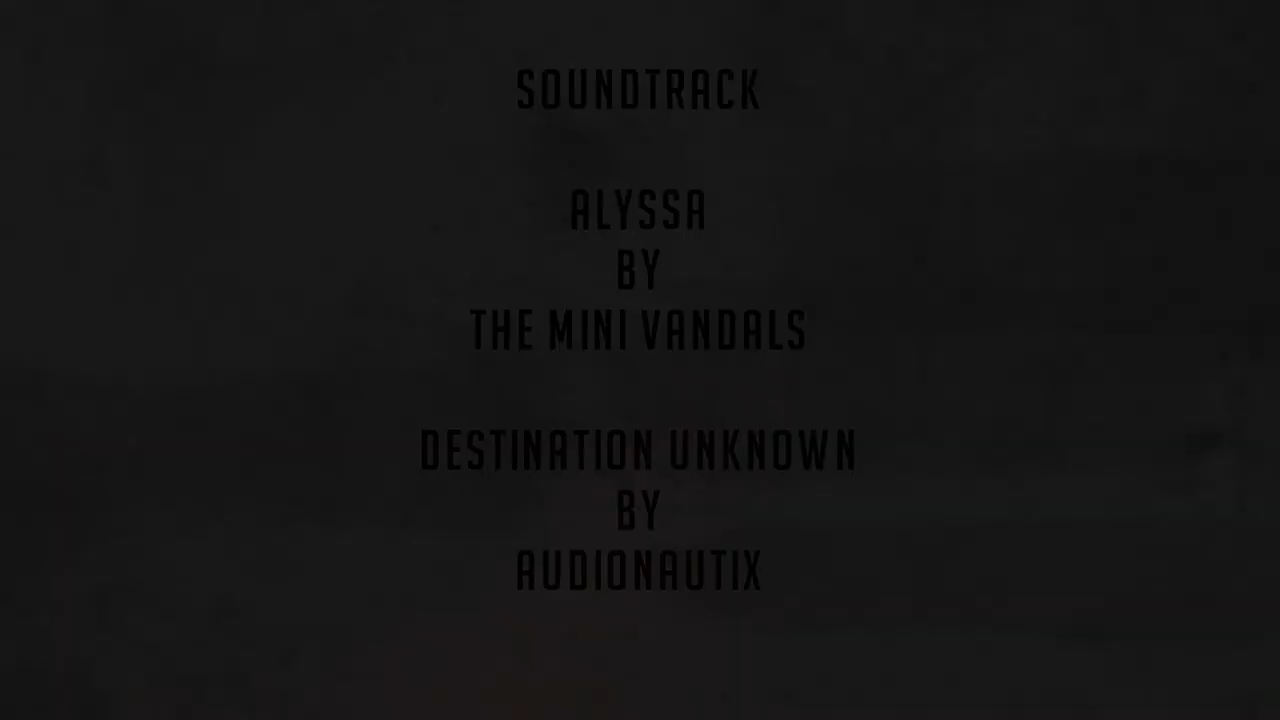 SOUNDTRACK
ALYSSA
BY
THE MINI VANDALS
DESTINATION UNKNOWN
BY
AUDIONAUTIX